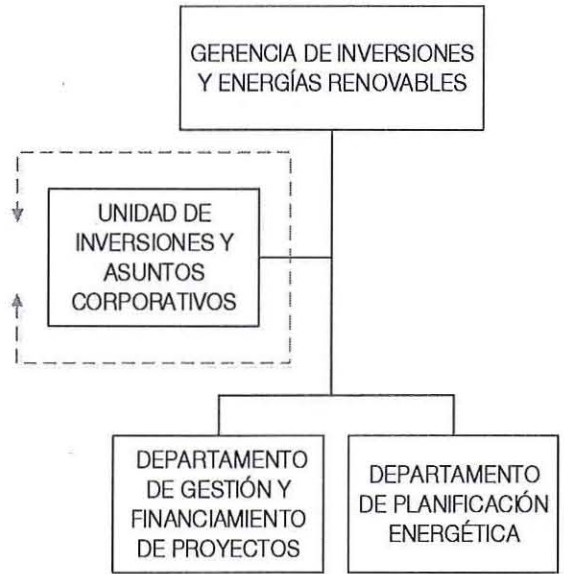 GERENCIA DE INVERSIONES
Y ENERGÍAS RENOVABLES
UNIDAD DE
INVERSIONES Y
ASUNTOS
CORPORATIVOS
DEPARTAMENTO
DE GESTIÓN Y
FINANCIAMIENTO
DE PROYECTOS
DEPARTAMENTO
DE PLANIFICACIÓN
ENERGÉTICA